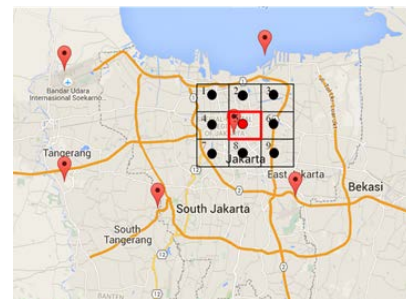 1 2 3
4
7 8 9
Bandar Udara
Internasional Soekarno
Tangerang
Jakarta
East Jakarta
Bekasi
South Jakarta
South
Tangerang
BANTEN